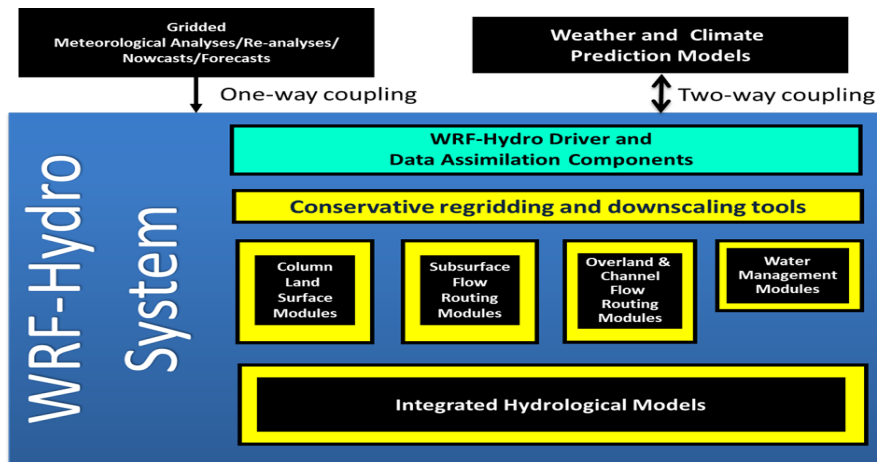 Gridded
Meteorological Analyses/Re-analyses/
Nowcasts/Forecasts
Weather and Climate
Prediction Models
One-way coupling
Two-way coupling
WRF-Hydro
System
WRF-Hydro Driver and
Data Assimilation Components
Conservative regridding and downscaling tools
Column
Land
Surface
Modules
Subsurface
Flow
Routing
Modules
Overland &
Channel
Flow
Routing
Modules
Water
Management
Modules
Integrated Hydrological Models